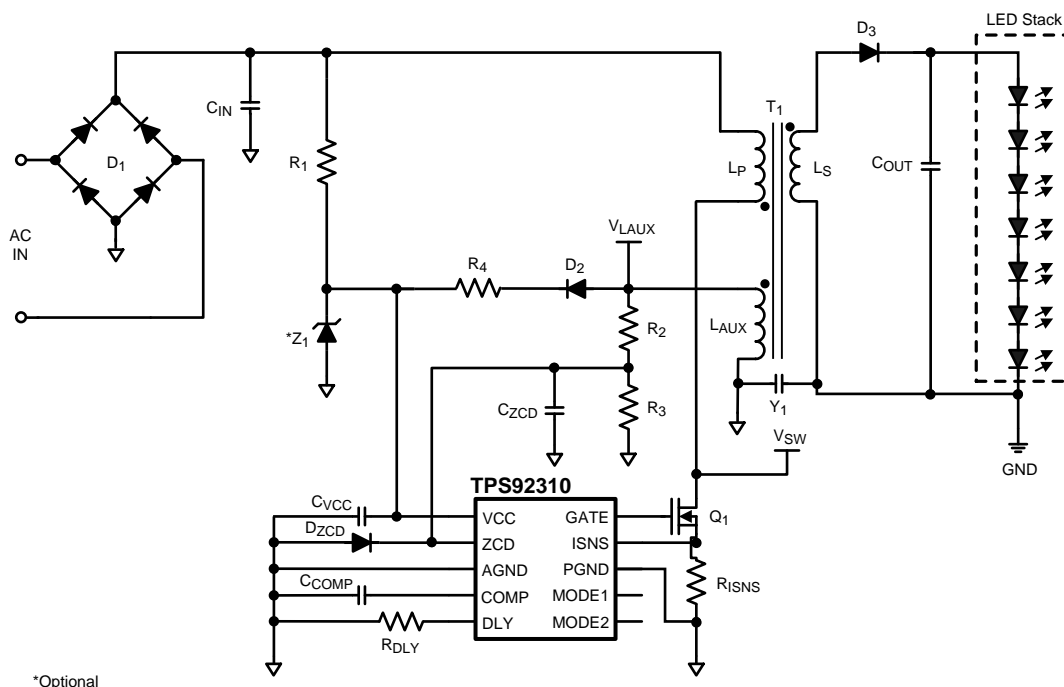 LED Stack
D3
T1
CIN
D1
R1
LP
LS
COUT
AC
IN
VLAUX
R4
D2
*Z1
R2
LAUX
CZCD
R3
Y1
VSW
GND
TPS92310
CVCC
VCC
GATE
Q1
DZCD
ZCD
ISNS
AGND
PGND
RISNS
CCOMP
COMP
MODE1
DLY
MODE2
RDLY
*Optional